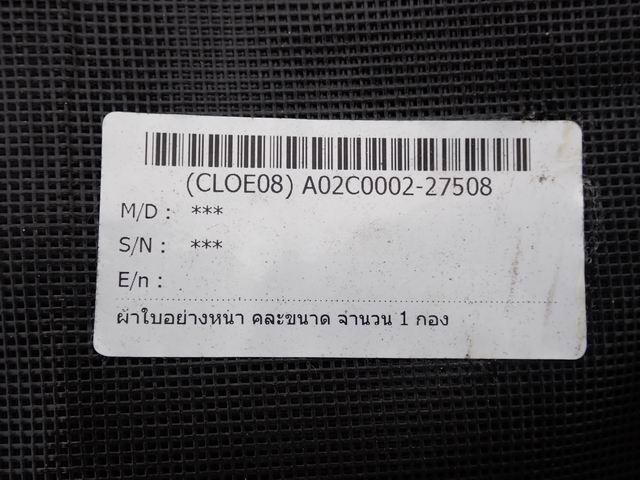 (CLOE08) A02C0002-27508
M/D : ***
S/N : ***
E/n :
ผ้าใบอย่างหนา คละขนาด จำนวน 1 กอง